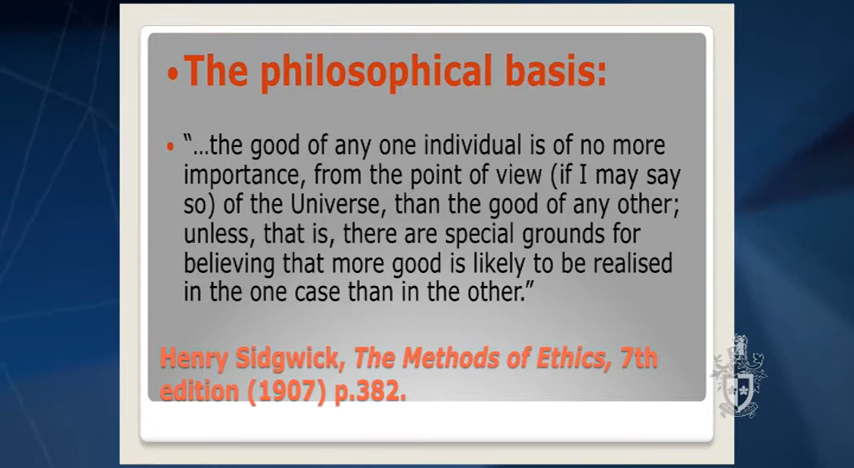 •The philosophical basis:
• “...the good of any one individual is of no more
importance, from the point of view (if I may say
so) of the Universe, than the good of any other;
unless, that is, there are special grounds for
believing that more good is likely to be realised
in the one case than in the other.”
Henry Sidgwick, The Methods of Ethics, 7th
edition (1907) p.382.